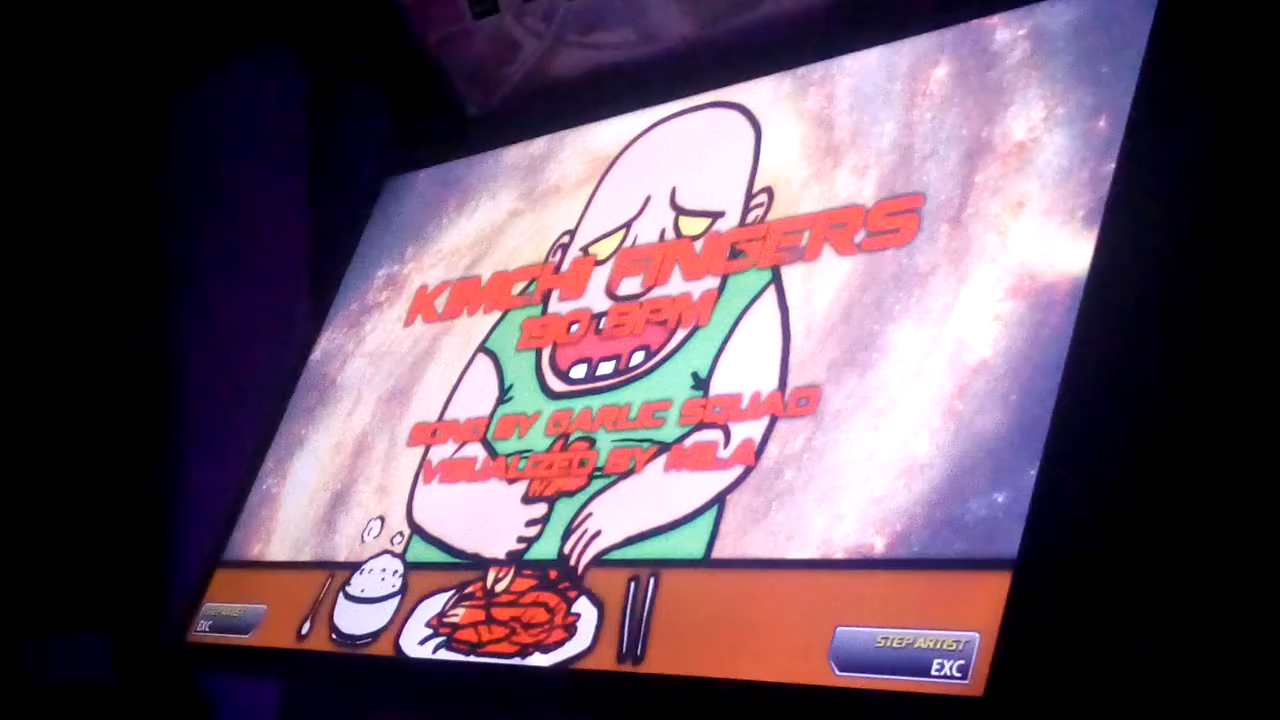 KIMCHI FINGERS
190 BPM
SONG BY GARLIC SQUAD
VISUALIZED BY MILA
STEP ARTIST
EXC
STEP ARTIST
EXC